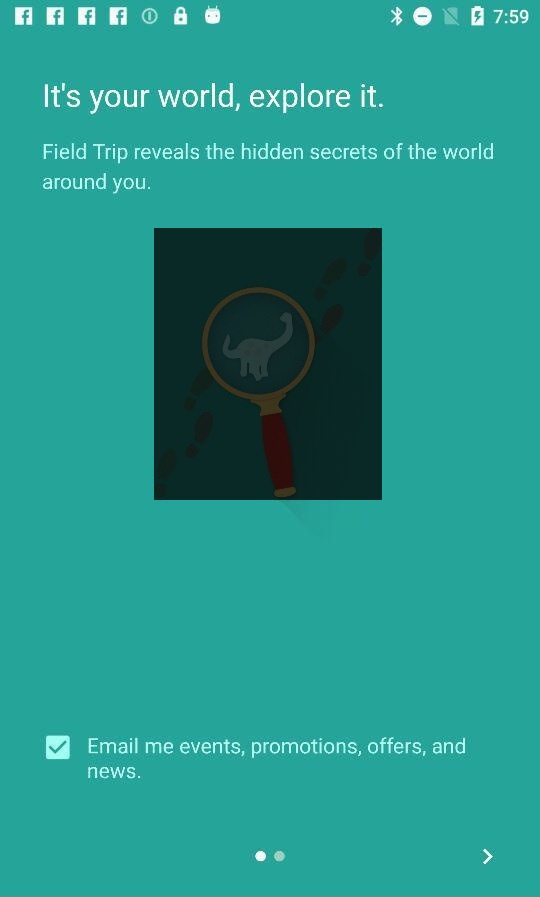 7:59
It's your world, explore it.
Field Trip reveals the hidden secrets of the world
around you.
Email me events, promotions, offers, and
news.